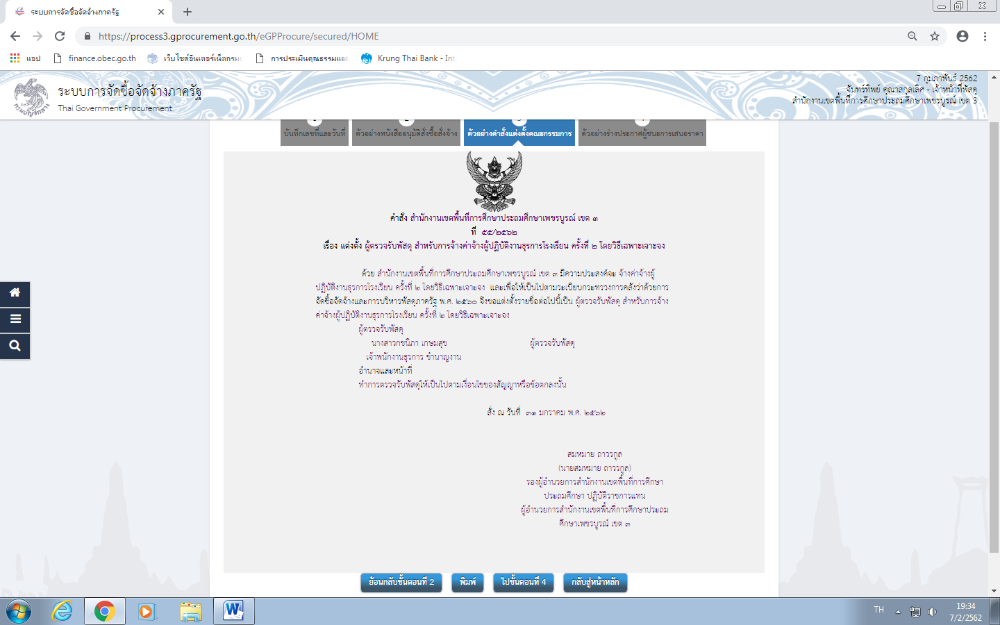 ระบบการจัดซื้อจัดจ้างภาครัฐ
https://process3.gprocurement.go.th/eGPProcure/secured/HOME
แอป
finance.obec.go.th
เว็บไซต์อินเตอร์เน็ตกรมบ
การประเมินคุณธรรมและ
Krung Thai Bank - Int
ระบบการจัดซื้อจัดจ้างภาครัฐ
Thai Government Procurement
7 กุมภาพันธ์ 2562
จันทร์ทิพย์ คุณาสกุลเลิศ - เจ้าหน้าที่พัสดุ
สำนักงานเขตพื้นที่การศึกษาประถมศึกษาเพชรบูรณ์ เขต 3
บันทึกเลขที่และวันที่
ตัวอย่างหนังสืออนุมัติสั่งซื้อสั่งจ้าง
ตัวอย่างคำสั่งแต่งตั้งคณะกรรมการ
ตัวอย่างร่างประกาศผู้ชนะการเสนอราคา
คำสั่ง สำนักงานเขตพื้นที่การศึกษาประถมศึกษาเพชรบูรณ์ เขต ๓
ที่ ๕๕/๒๕๖๒
เรื่อง แต่งตั้ง ผู้ตรวจรับพัสดุ สำหรับการจ้างค่าจ้างผู้ปฏิบัติงานธุรการโรงเรียน ครั้งที่ ๒ โดยวิธีเฉพาะเจาะจง
ด้วย สำนักงานเขตพื้นที่การศึกษาประถมศึกษาเพชรบูรณ์ เขต ๓ มีความประสงค์จะ จ้างค่าจ้างผู้
ปฏิบัติงานธุรการโรงเรียน ครั้งที่ ๒ โดยวิธีเฉพาะเจาะจง และเพื่อให้เป็นไปตามระเบียบกระทรวงการคลังว่าด้วยการ
จัดซื้อจัดจ้างและการบริหารพัสดุภาครัฐ พ.ศ. ๒๕๖๐ จึงขอแต่งตั้งรายชื่อต่อไปนี้เป็น ผู้ตรวจรับพัสดุ สำหรับการจ้าง
ค่าจ้างผู้ปฏิบัติงานธุรการโรงเรียน ครั้งที่ ๒ โดยวิธีเฉพาะเจาะจง
ผู้ตรวจรับพัสดุ
นางสาวกชนิภา เกษมสุข ผู้ตรวจรับพัสดุ
เจ้าพนักงานธุรการ ชำนาญงาน
อำนาจและหน้าที่
ทำการตรวจรับพัสดุให้เป็นไปตามเงื่อนไขของสัญญาหรือข้อตกลงนั้น
สั่ง ณ วันที่ ๓๑ มกราคม พ.ศ. ๒๕๖๒
สมหมาย ถาวรกูล
(นายสมหมาย ถาวรกูล)
รองผู้อำนวยการสำนักงานเขตพื้นที่การศึกษา
ประถมศึกษา ปฏิบัติราชการแทน
ผู้อำนวยการสำนักงานเขตพื้นที่การศึกษาประถม
ศึกษาเพชรบูรณ์ เขต ๓
ย้อนกลับขั้นตอนที่ 2
พิมพ์
ไปขั้นตอนที่ 4
กลับสู่หน้าหลัก
TH
19:34
7/2/2562